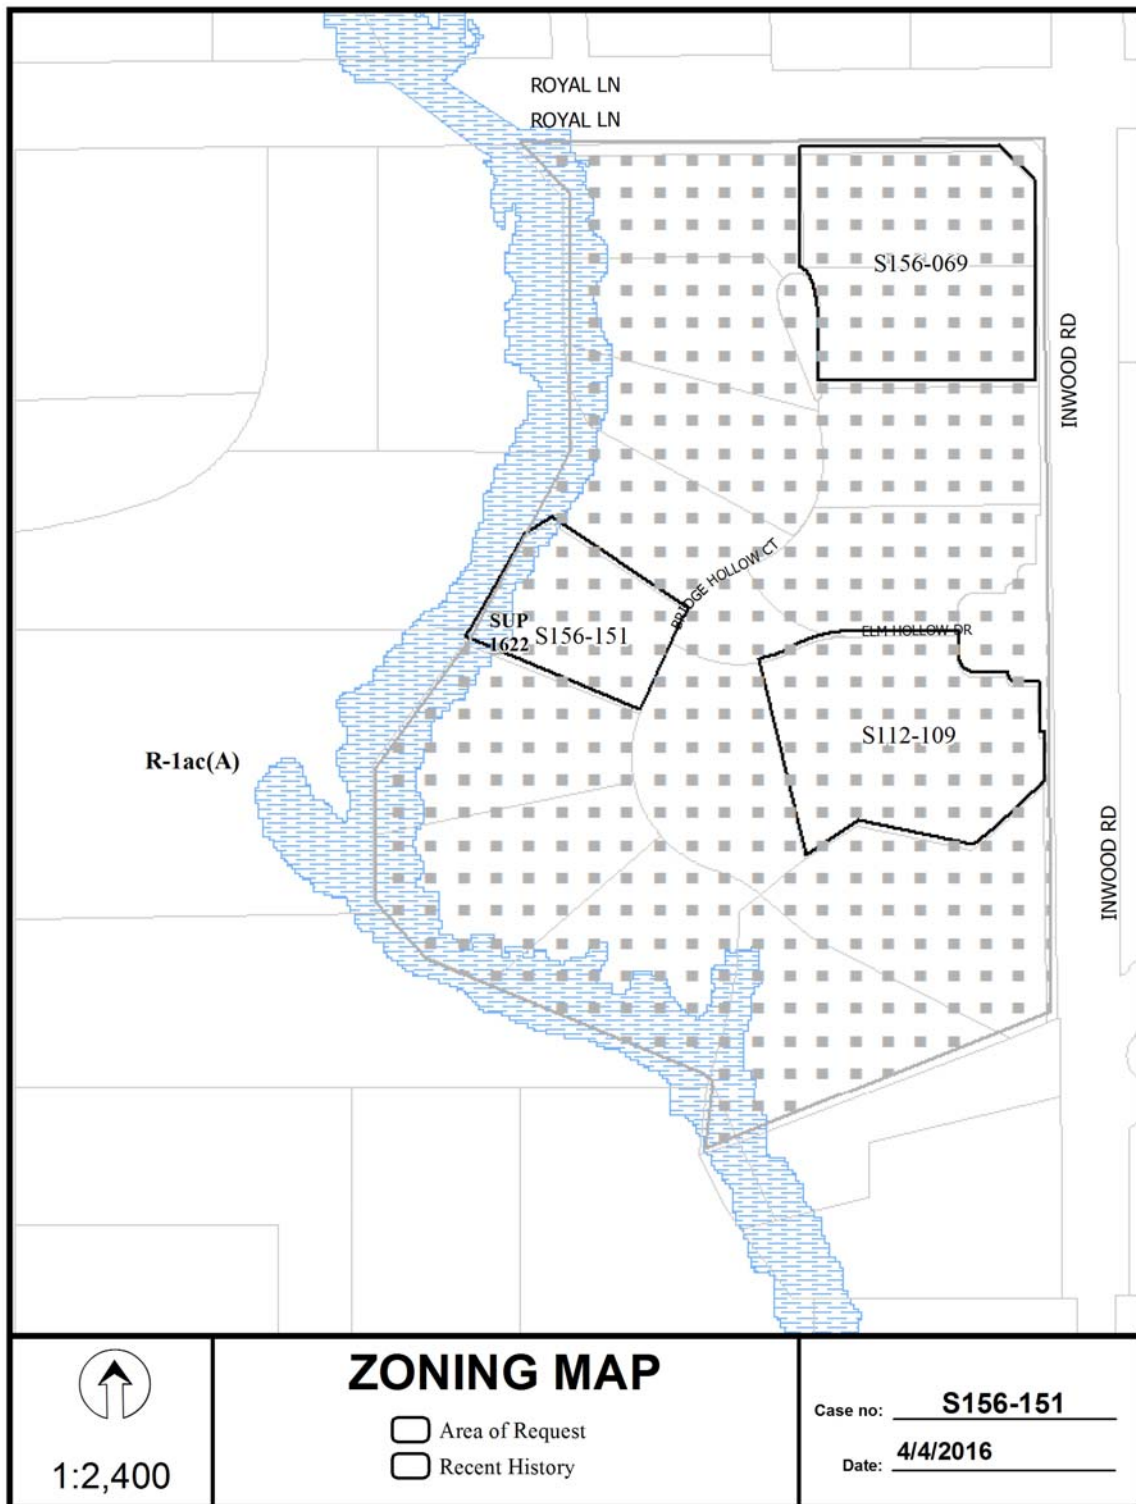 ROYAL LN
ROYAL LN
S156-069
INWOOD RD
BRIDGE HOLLOW CT
ELM HOLLOW DR
SUP
1622
S156-151
S112-109
R-1ac(A)
INWOOD RD
1:2,400
ZONING MAP
Area of Request
Recent History
Case no: S156-151
Date: 4/4/2016